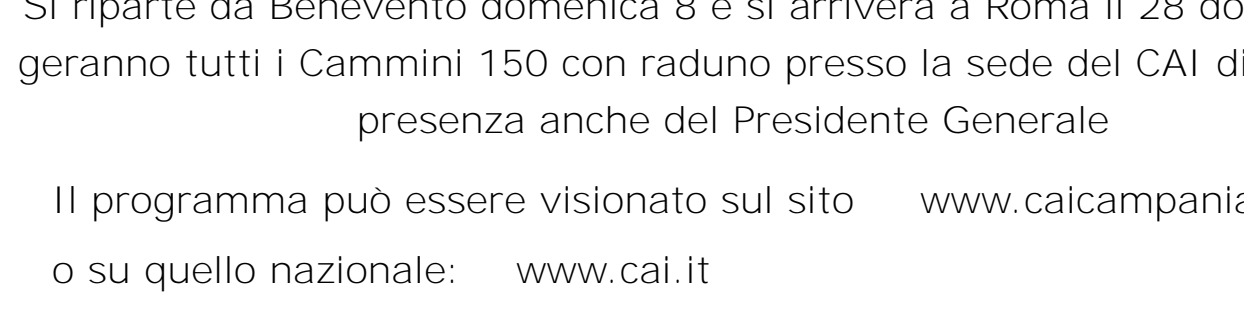 Si riparte da Benevento domenica 8 e si arriverà a Roma il 28 do
geranno tutti i Cammini 150 con raduno presso la sede del CAI di
presenza anche del Presidente Generale
Il programma può essere visionato sul sito www.caicampania
o su quello nazionale: www.cai.it